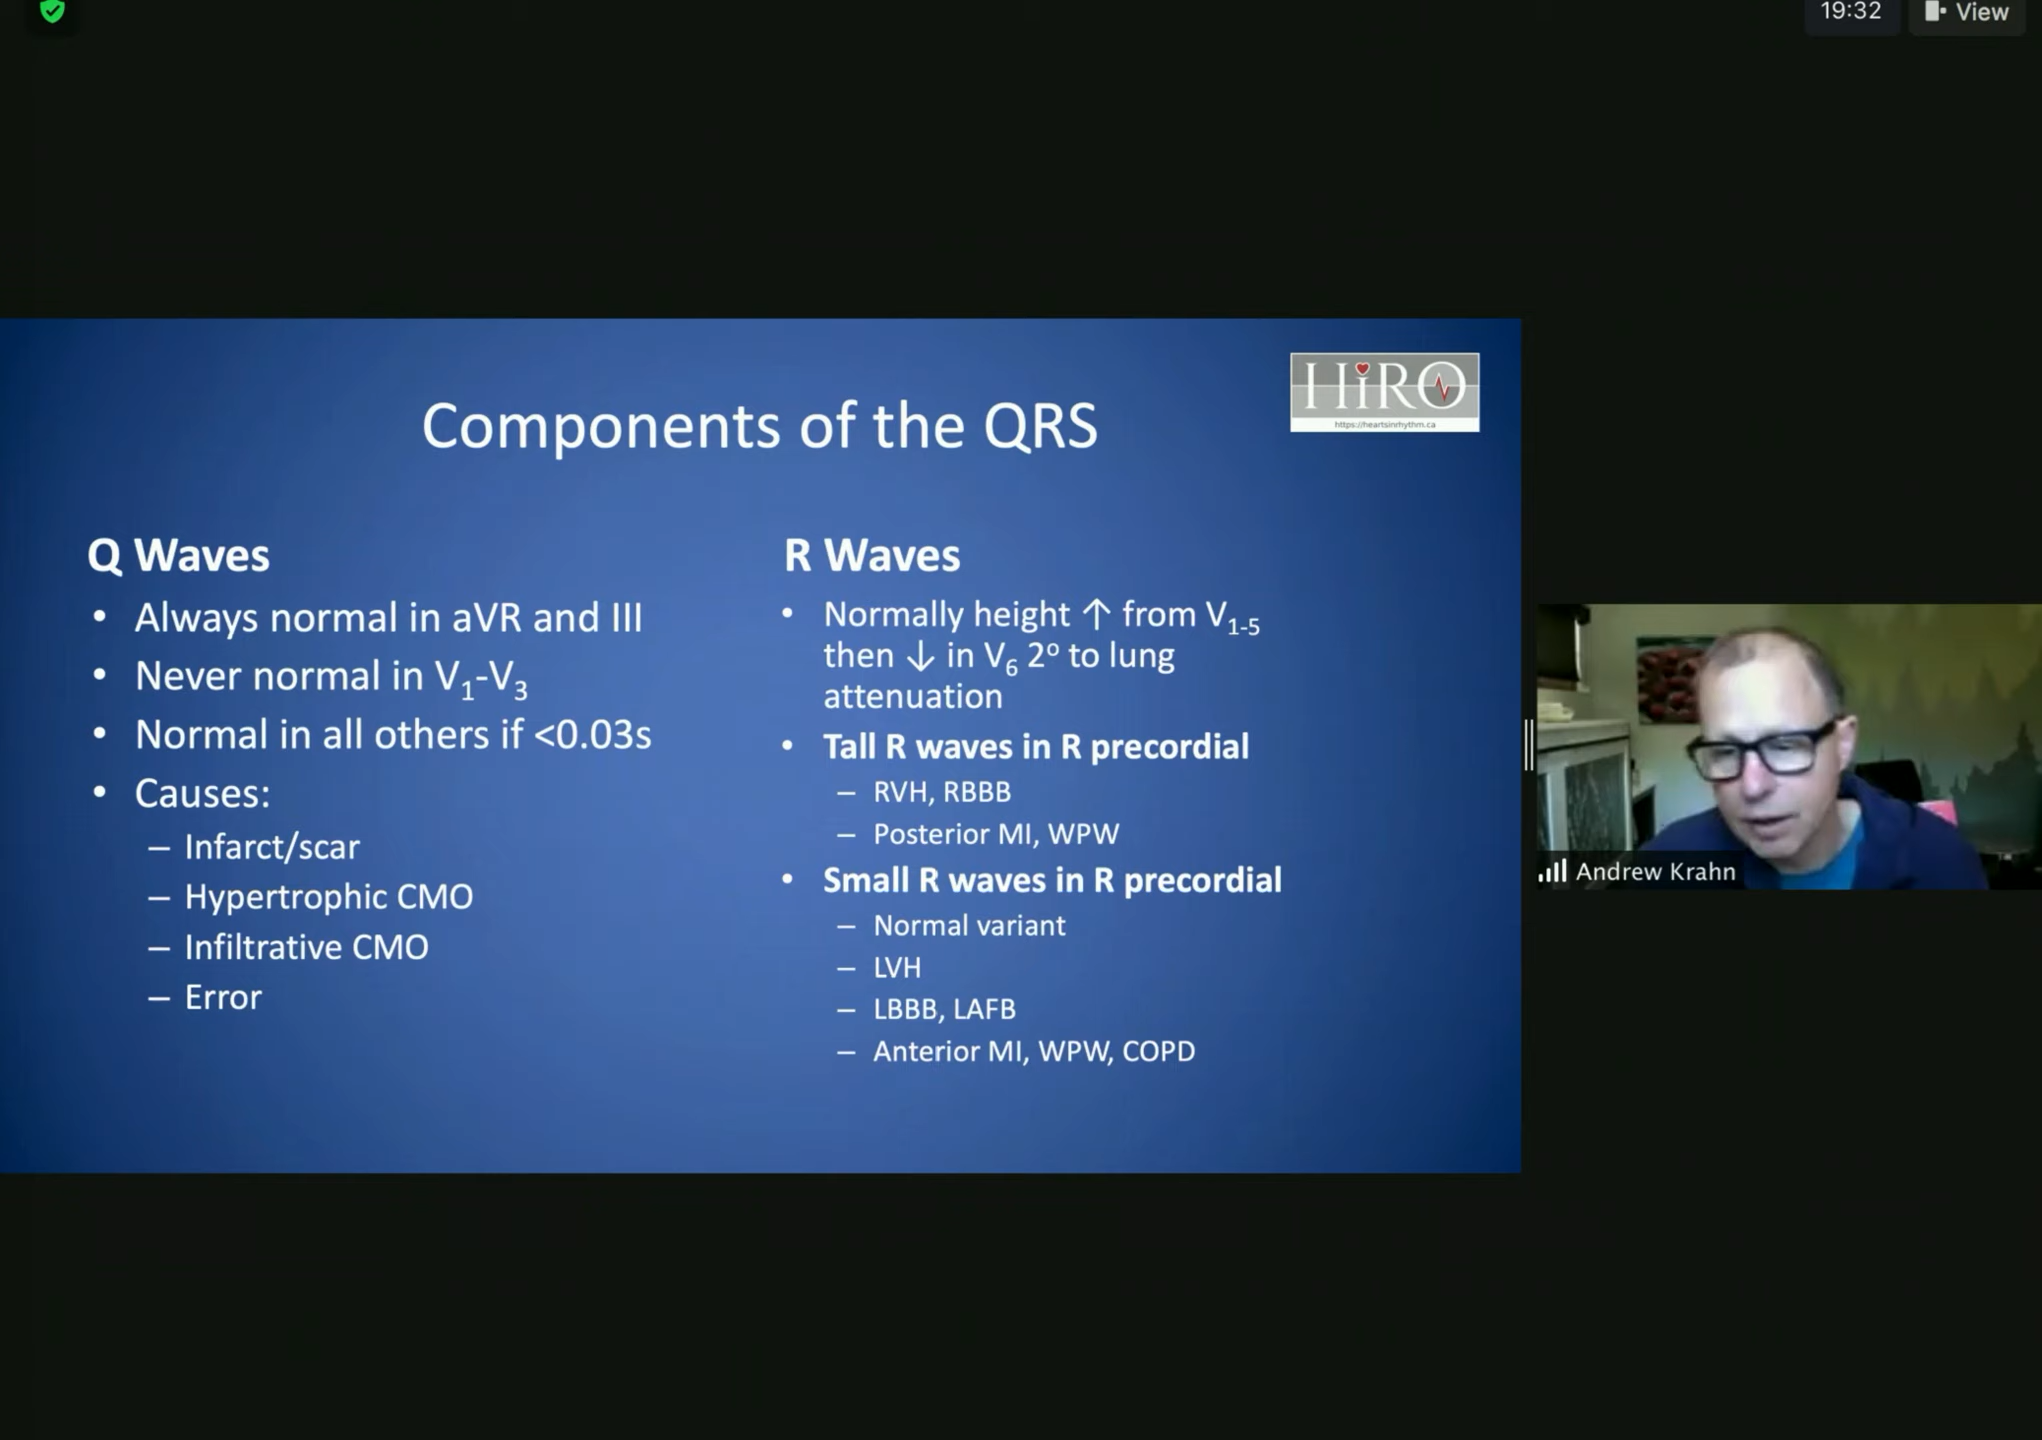 19:32
View
Components of the QRS
HiRO
https://heartsinrhythm.ca
Q Waves
• Always normal in aVR and III
• Never normal in V₁-V₃
• Normal in all others if <0.03s
• Causes:
– Infarct/scar
– Hypertrophic CMO
– Infiltrative CMO
– Error
R Waves
• Normally height ↑ from V₁₋₅
then ↓ in V₆ 2º to lung
attenuation
• Tall R waves in R precordial
– RVH, RBBB
– Posterior MI, WPW
• Small R waves in R precordial
– Normal variant
– LVH
– LBBB, LAFB
– Anterior MI, WPW, COPD
Andrew Krahn